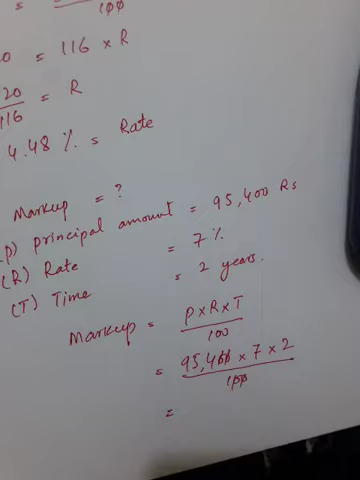 = 100
0 = 116 x R
20/116 = R
4.48 % = Rate
Markup = ?
(P) principal amount = 95,400 Rs
(R) Rate = 7 %
(T) Time = 2 years.
Markup = P x R x T / 100
= 95,400 x 7 x 2 / 100
=